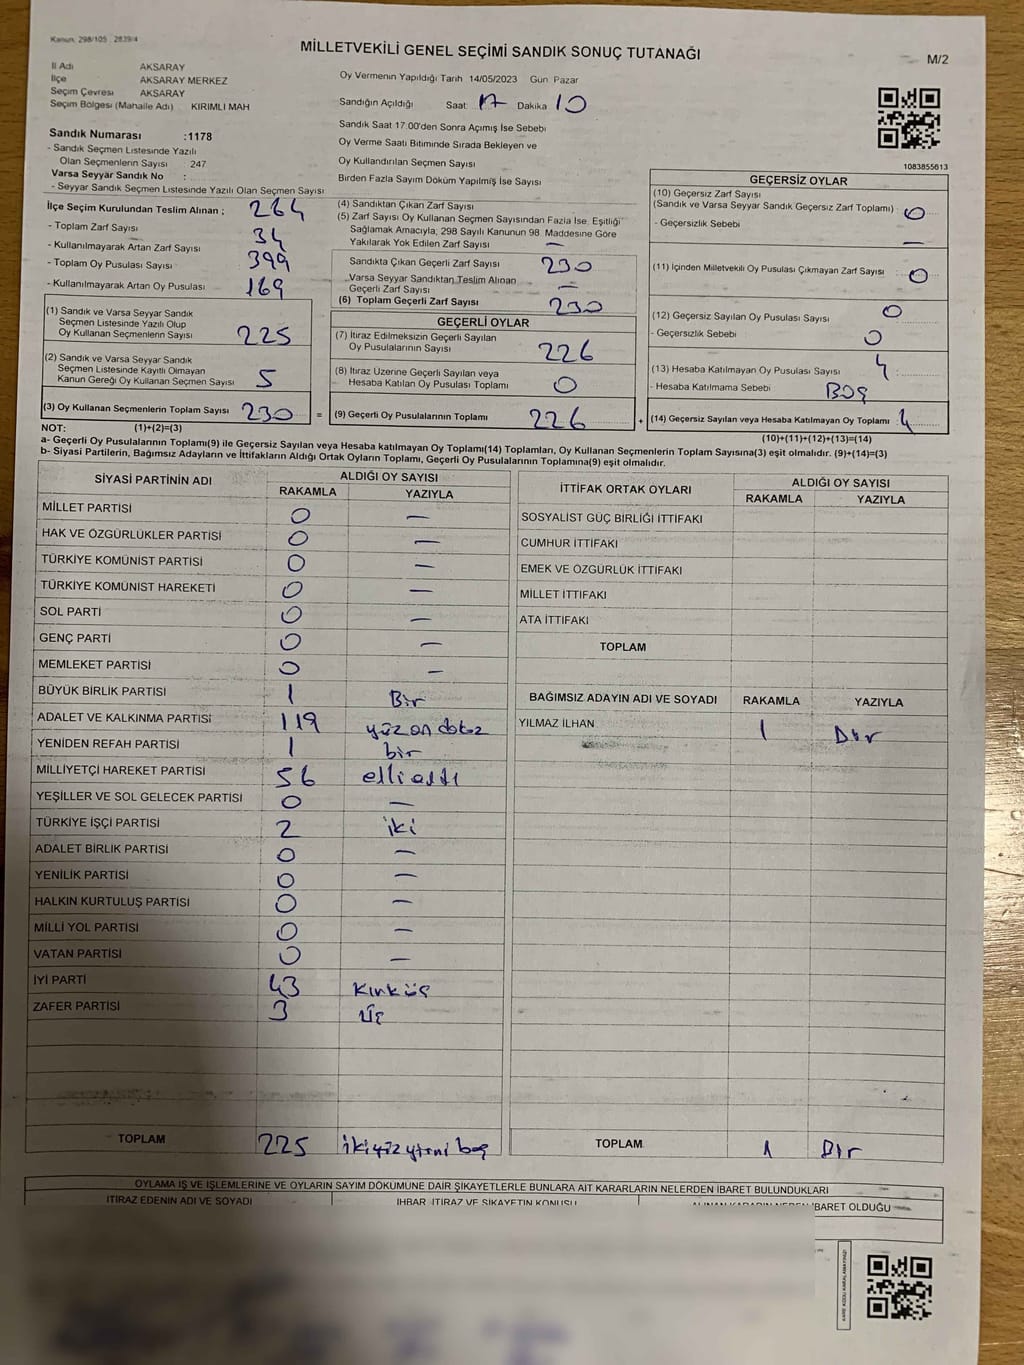 Kanun. 298/105 2839/4
MİLLETVEKİLİ GENEL SEÇİMİ SANDIK SONUÇ TUTANAĞI
M/2
İl Adı AKSARAY
İlçe AKSARAY MERKEZ
Seçim Çevresi AKSARAY
Seçim Bölgesi (Mahalle Adı) KIRIMLI MAH
Sandık Numarası :1178
- Sandık Seçmen Listesinde Yazılı
Olan Seçmenlerin Sayısı : 247
Varsa Seyyar Sandık No :
- Seyyar Sandık Seçmen Listesinde Yazılı Olan Seçmen Sayısı
Oy Vermenin Yapıldığı Tarih 14/05/2023 Gün Pazar
Sandığın Açıldığı Saat 17 Dakika 10
Sandık Saat 17.00'den Sonra Açımış İse Sebebi
Oy Verme Saati Bitiminde Sırada Bekleyen ve
Oy Kullandırılan Seçmen Sayısı
Birden Fazla Sayım Döküm Yapılmış İse Sayısı
1083855613
İlçe Seçim Kurulundan Teslim Alınan ;
- Toplam Zarf Sayısı 264
- Kullanılmayarak Artan Zarf Sayısı 34
- Toplam Oy Pusulası Sayısı 399
- Kullanılmayarak Artan Oy Pusulası 169
(1) Sandık ve Varsa Seyyar Sandık
Seçmen Listesinde Yazılı Olup
Oy Kullanan Seçmenlerin Sayısı 225
(2) Sandık ve Varsa Seyyar Sandık
Seçmen Listesinde Kayıtlı Olmayan
Kanun Gereği Oy Kullanan Seçmen Sayısı 5
(3) Oy Kullanan Seçmenlerin Toplam Sayısı 230 =
(4) Sandıktan Çıkan Zarf Sayısı
(5) Zarf Sayısı Oy Kullanan Seçmen Sayısından Fazla İse, Eşitliği
Sağlamak Amacıyla; 298 Sayılı Kanunun 98. Maddesine Göre
Yakılarak Yok Edilen Zarf Sayısı —
Sandıkta Çıkan Geçerli Zarf Sayısı 230
Varsa Seyyar Sandıktan Teslim Alınan
Geçerli Zarf Sayısı —
(6) Toplam Geçerli Zarf Sayısı 230
GEÇERLİ OYLAR
(7) İtiraz Edilmeksizin Geçerli Sayılan
Oy Pusulalarının Sayısı 226
(8) İtiraz Üzerine Geçerli Sayılan veya
Hesaba Katılan Oy Pusulası Toplamı 0
(9) Geçerli Oy Pusulalarının Toplamı 226 +
GEÇERSİZ OYLAR
(10) Geçersiz Zarf Sayısı
(Sandık ve Varsa Seyyar Sandık Geçersiz Zarf Toplamı) 0
- Geçersizlik Sebebi —
(11) İçinden Milletvekili Oy Pusulası Çıkmayan Zarf Sayısı 0
(12) Geçersiz Sayılan Oy Pusulası Sayısı 0
- Geçersizlik Sebebi 0
(13) Hesaba Katılmayan Oy Pusulası Sayısı 4
- Hesaba Katılmama Sebebi BOŞ
(14) Geçersiz Sayılan veya Hesaba Katılmayan Oy Toplamı 4
NOT: (1)+(2)=(3)
(10)+(11)+(12)+(13)=(14)
a- Geçerli Oy Pusulalarının Toplamı(9) ile Geçersiz Sayılan veya Hesaba katılmayan Oy Toplamı(14) Toplamları, Oy Kullanan Seçmenlerin Toplam Sayısına(3) eşit olmalıdır. (9)+(14)=(3)
b- Siyasi Partilerin, Bağımsız Adayların ve İttifakların Aldığı Ortak Oyların Toplamı, Geçerli Oy Pusulalarının Toplamına(9) eşit olmalıdır.
SİYASİ PARTİNİN ADI ALDIĞI OY SAYISI
RAKAMLA YAZIYLA
MİLLET PARTİSİ 0 —
HAK VE ÖZGÜRLÜKLER PARTİSİ 0 —
TÜRKİYE KOMÜNİST PARTİSİ 0 —
TÜRKİYE KOMÜNİST HAREKETİ 0 —
SOL PARTİ 0
GENÇ PARTİ 0 —
MEMLEKET PARTİSİ 0 —
BÜYÜK BİRLİK PARTİSİ 1 Bir
ADALET VE KALKINMA PARTİSİ 119 yüzondokuz
YENİDEN REFAH PARTİSİ 1 bir
MİLLİYETÇİ HAREKET PARTİSİ 56 ellialtı
YEŞİLLER VE SOL GELECEK PARTİSİ 0 —
TÜRKİYE İŞÇİ PARTİSİ 2 iki
ADALET BİRLİK PARTİSİ 0 —
YENİLİK PARTİSİ 0 —
HALKIN KURTULUŞ PARTİSİ 0 —
MİLLİ YOL PARTİSİ 0 —
VATAN PARTİSİ 0 —
İYİ PARTİ 43 Kırküç
ZAFER PARTİSİ 3 Üç
TOPLAM 225 ikiyüzyirmi beş
İTTİFAK ORTAK OYLARI ALDIĞI OY SAYISI
RAKAMLA YAZIYLA
SOSYALİST GÜÇ BİRLİĞİ İTTİFAKI
CUMHUR İTTİFAKI
EMEK VE ÖZGÜRLÜK İTTİFAKI
MİLLET İTTİFAKI
ATA İTTİFAKI
TOPLAM
BAĞIMSIZ ADAYIN ADI VE SOYADI RAKAMLA YAZIYLA
YILMAZ İLHAN 1 Bir
TOPLAM 1 Bir
OYLAMA İŞ VE İŞLEMLERİNE VE OYLARIN SAYIM DÖKÜMÜNE DAİR ŞİKAYETLERLE BUNLARA AİT KARARLARIN NELERDEN İBARET BULUNDUKLARI
İTİRAZ EDENİN ADI VE SOYADI İHBAR -İTİRAZ VE ŞİKAYETİN KONUSU İBARET OLDUĞU
KARE KODU KARALAMAYINIZ!